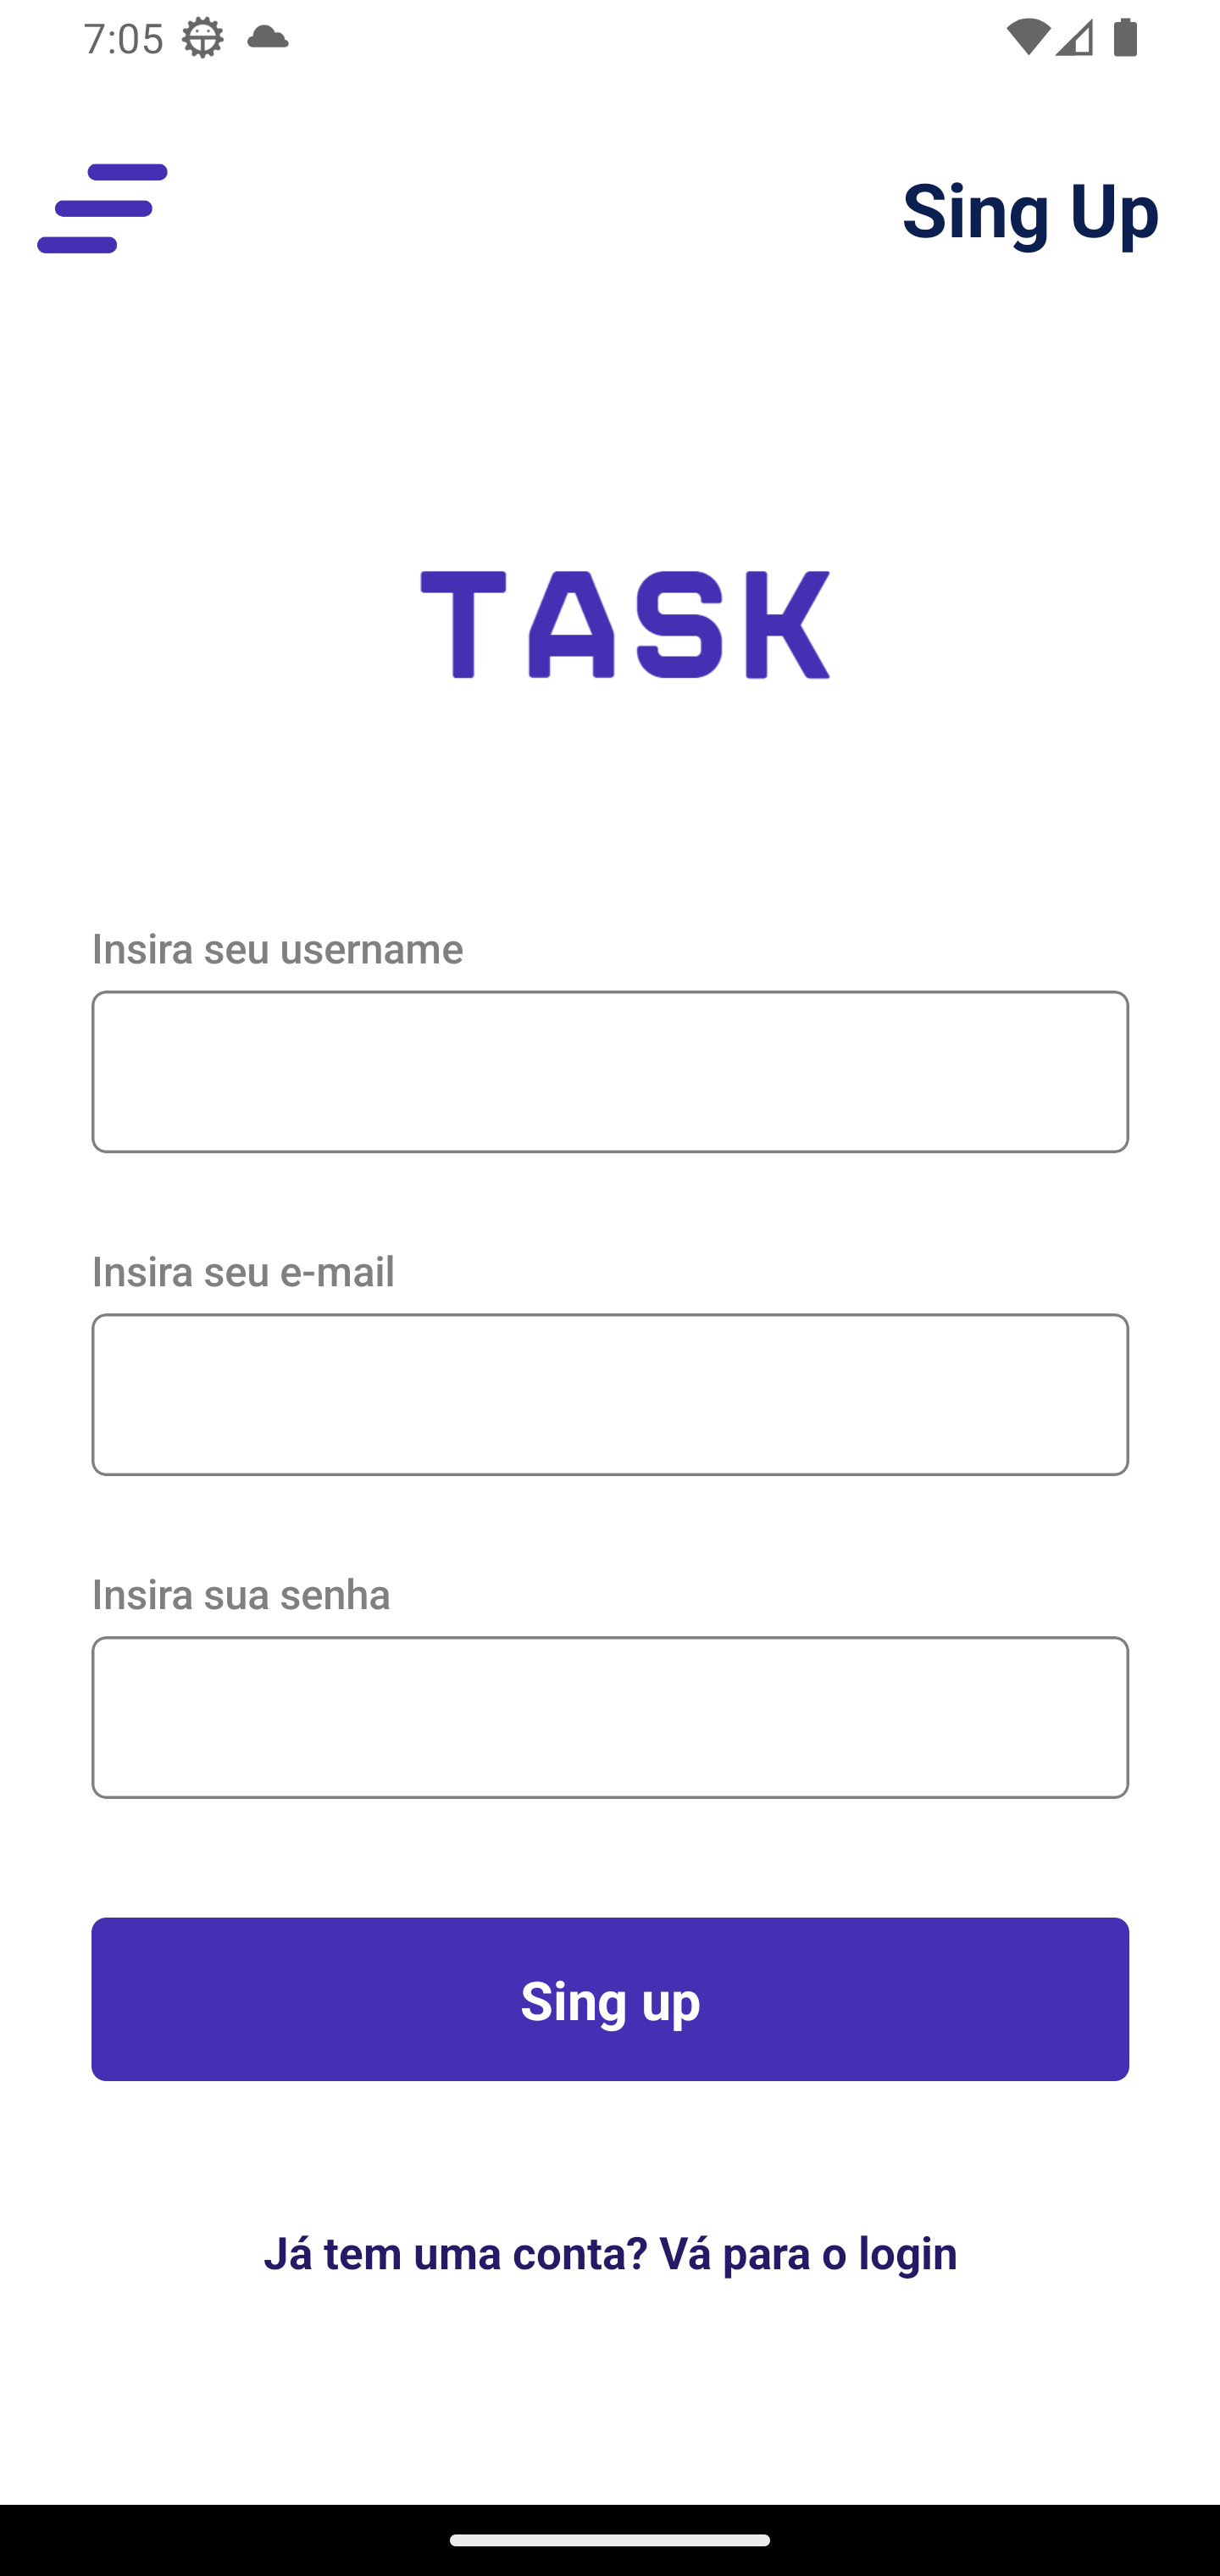 7:05
Sing Up
TASK
Insira seu username
Insira seu e-mail
Insira sua senha
Sing up
Já tem uma conta? Vá para o login